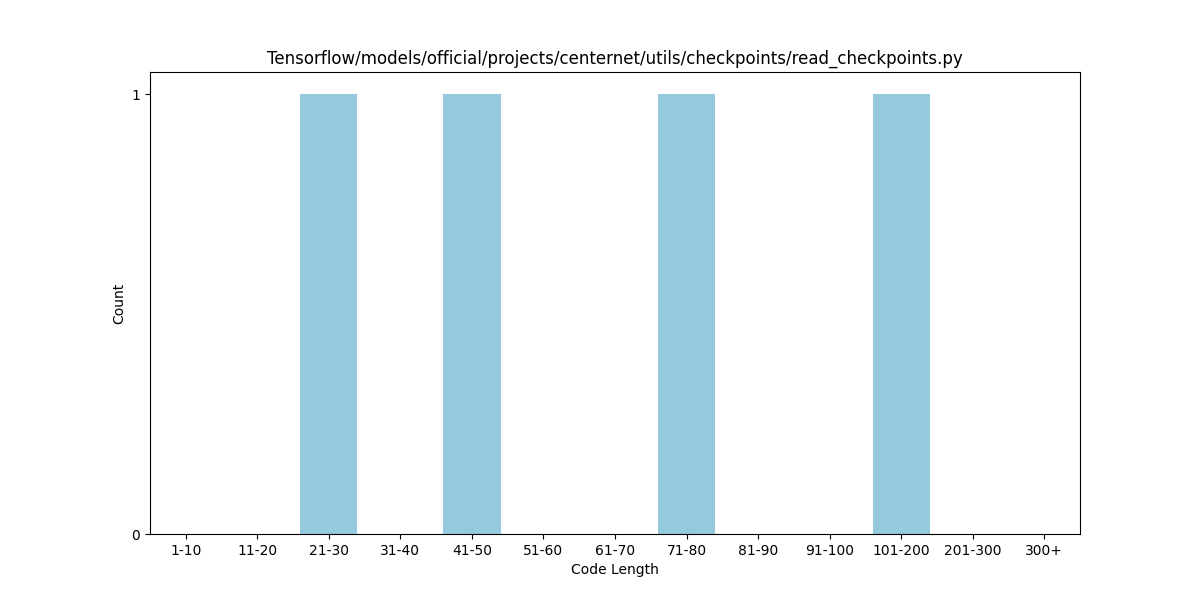 Tensorflow/models/official/projects/centernet/utils/checkpoints/read_checkpoints.py
1
Count
0
1-10 11-20 21-30 31-40 41-50 51-60 61-70 71-80 81-90 91-100 101-200 201-300 300+
Code Length